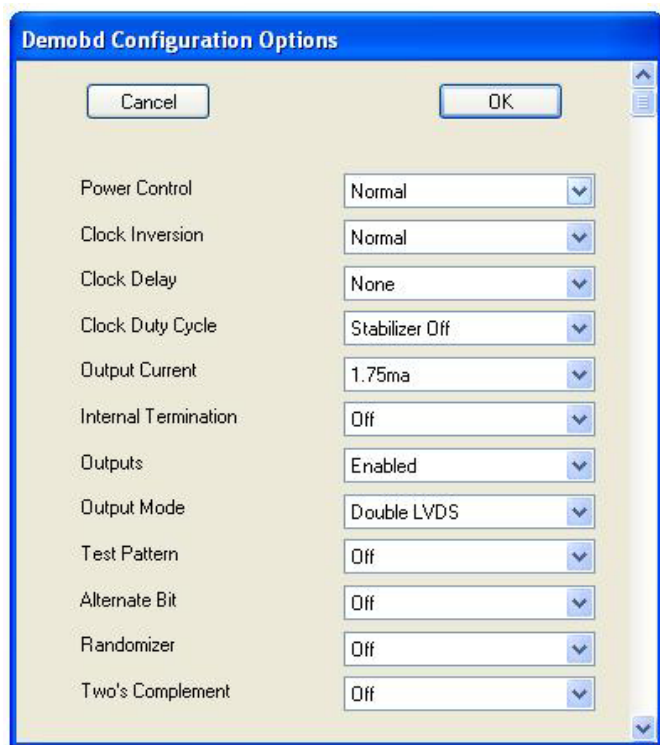 Demobd Configuration Options
Cancel OK
Power Control Normal
Clock Inversion Normal
Clock Delay None
Clock Duty Cycle Stabilizer Off
Output Current 1.75ma
Internal Termination Off
Outputs Enabled
Output Mode Double LVDS
Test Pattern Off
Alternate Bit Off
Randomizer Off
Two's Complement Off